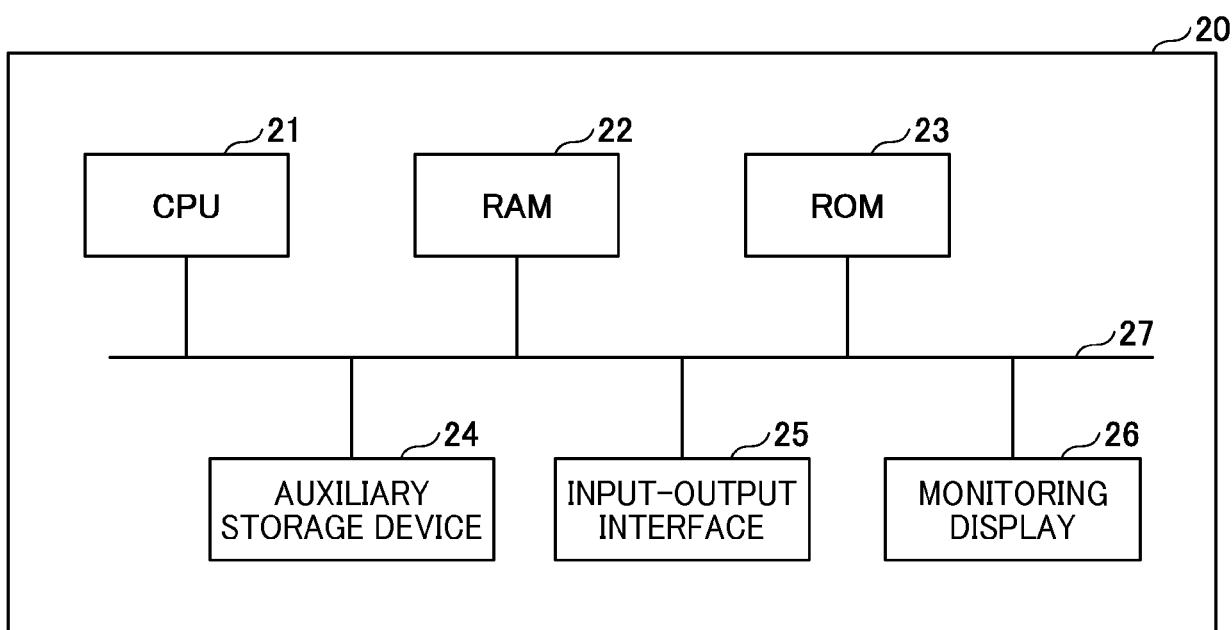 20
21
22
23
CPU
RAM
ROM
27
24
25
26
AUXILIARY
STORAGE DEVICE
INPUT-OUTPUT
INTERFACE
MONITORING
DISPLAY